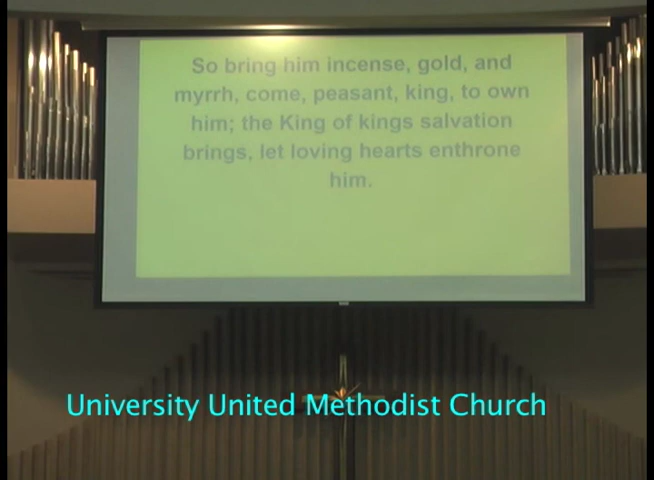 So bring him incense, gold, and
myrrh, come, peasant, king, to own
him; the King of kings salvation
brings, let loving hearts enthrone
him.
University United Methodist Church